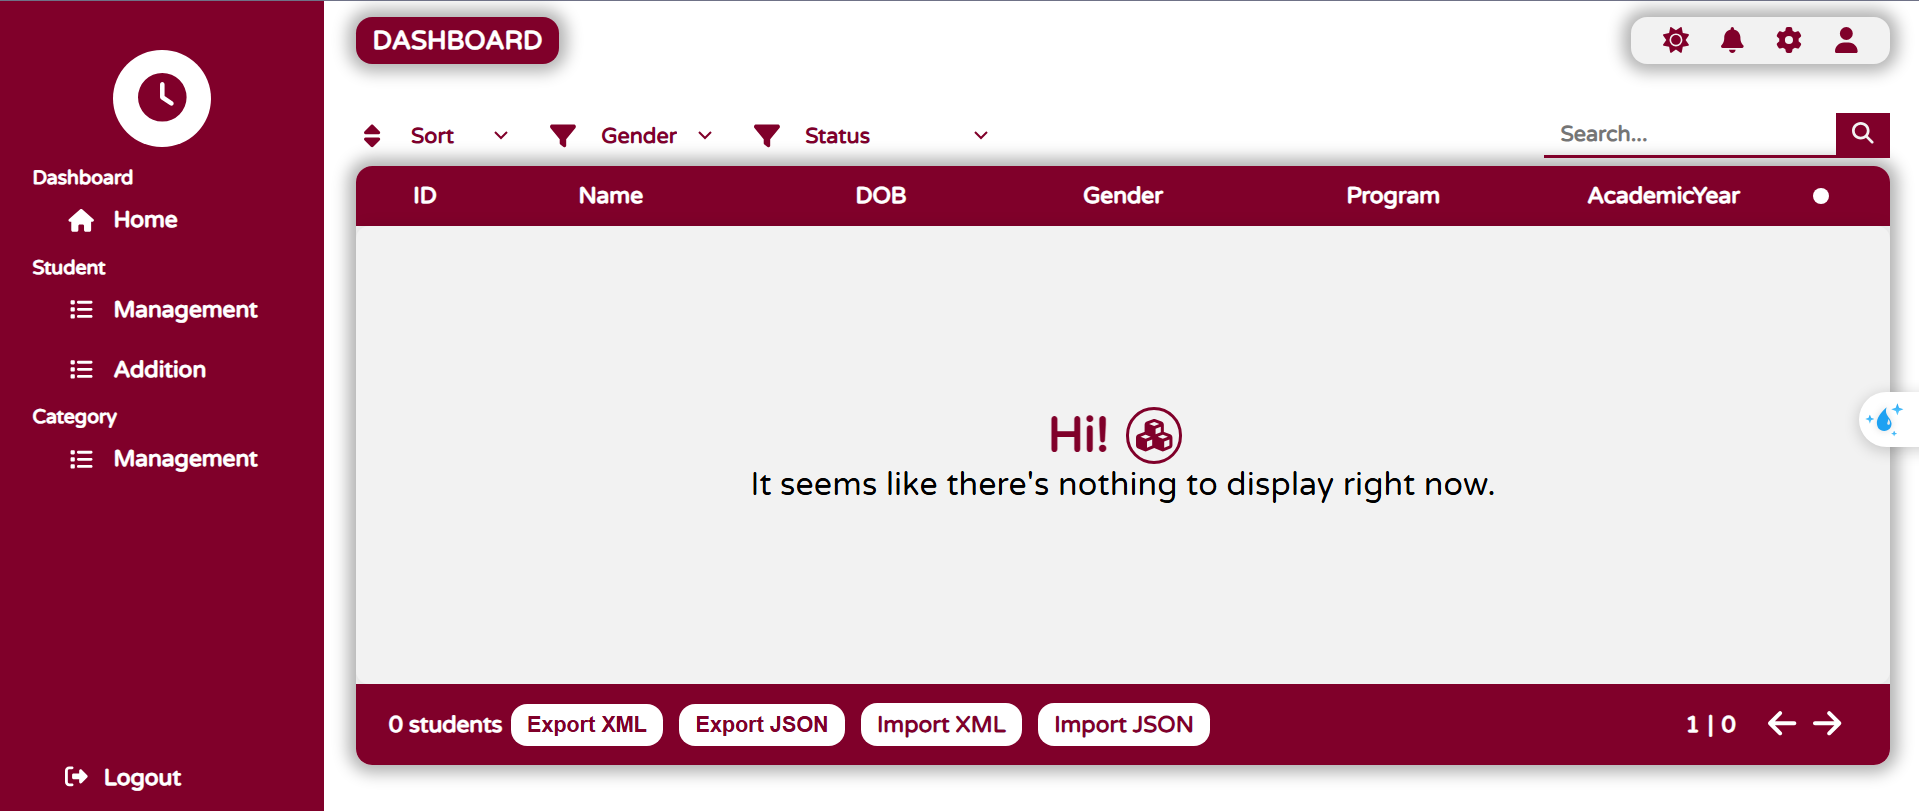 DASHBOARD
Dashboard
Home
Student
Management
Addition
Category
Management
Logout
Sort
Gender
Status
Search...
ID Name DOB Gender Program AcademicYear
Hi!
It seems like there's nothing to display right now.
0 students Export XML Export JSON Import XML Import JSON 1 | 0